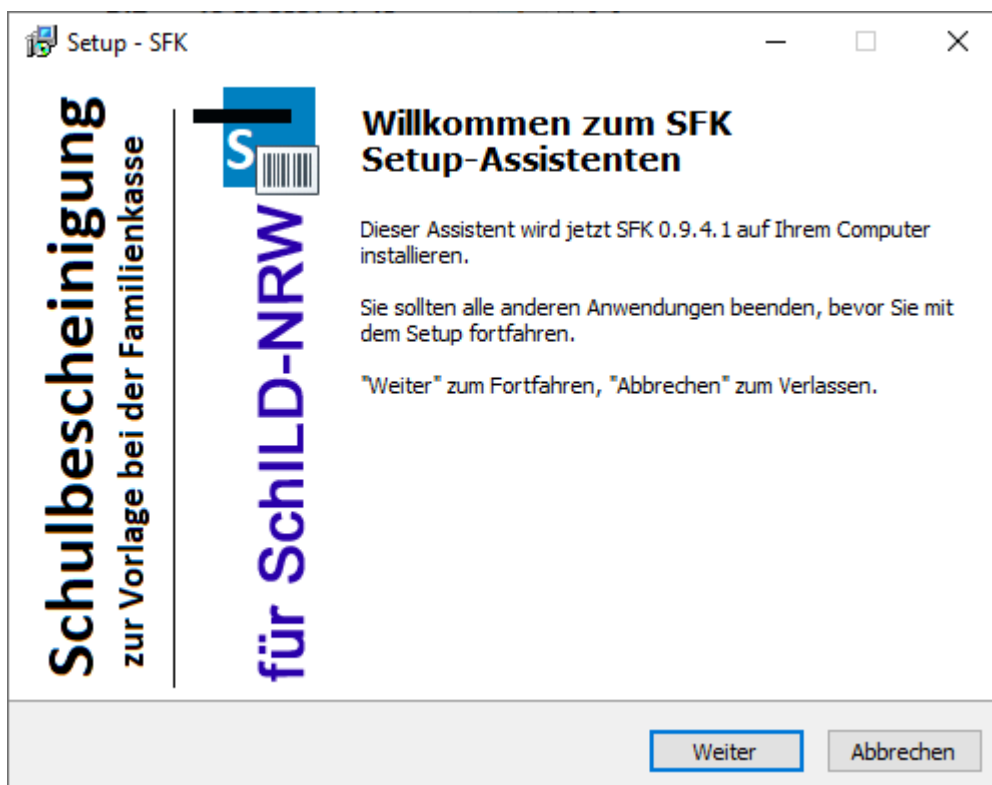 Setup - SFK
Schulbescheinigung
zur Vorlage bei der Familienkasse
S
für SchILD-NRW
Willkommen zum SFK
Setup-Assistenten
Dieser Assistent wird jetzt SFK 0.9.4.1 auf Ihrem Computer
installieren.
Sie sollten alle anderen Anwendungen beenden, bevor Sie mit
dem Setup fortfahren.
"Weiter" zum Fortfahren, "Abbrechen" zum Verlassen.
Weiter
Abbrechen